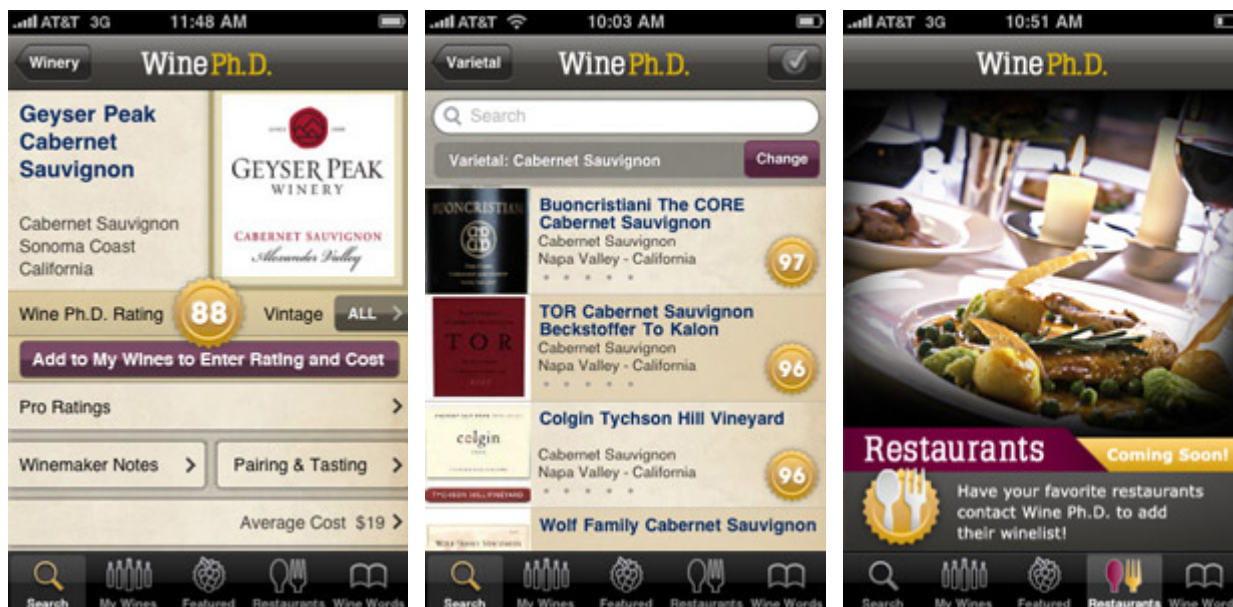 AT&T 3G 11:48 AM
Winery
Wine Ph.D.
Geyser Peak
Cabernet
Sauvignon
GEYSER PEAK
WINERY
CABERNET SAUVIGNON
Alexander Valley
Cabernet Sauvignon
Sonoma Coast
California
Wine Ph.D. Rating 88 Vintage ALL
Add to My Wines to Enter Rating and Cost
Pro Ratings
Winemaker Notes Pairing & Tasting
Average Cost $19
Search My Wines Featured Restaurants Wine Words
AT&T 10:03 AM
Varietal
Wine Ph.D.
Search
Varietal: Cabernet Sauvignon Change
BUONCRISTIANI
Buoncristiani The CORE
Cabernet Sauvignon
Cabernet Sauvignon
Napa Valley - California
97
TOR
TOR Cabernet Sauvignon
Beckstoffer To Kalon
Cabernet Sauvignon
Napa Valley - California
96
colgin
TYCHSON HILL VINEYARD
Colgin Tychson Hill Vineyard
Cabernet Sauvignon
Napa Valley - California
96
Wolf Family Cabernet Sauvignon
Search My Wines Featured Restaurants Wine Words
AT&T 3G 10:51 AM
Wine Ph.D.
Restaurants
Coming Soon!
Have your favorite restaurants
contact Wine Ph.D. to add
their winelist!
Search My Wines Featured Restaurants Wine Words